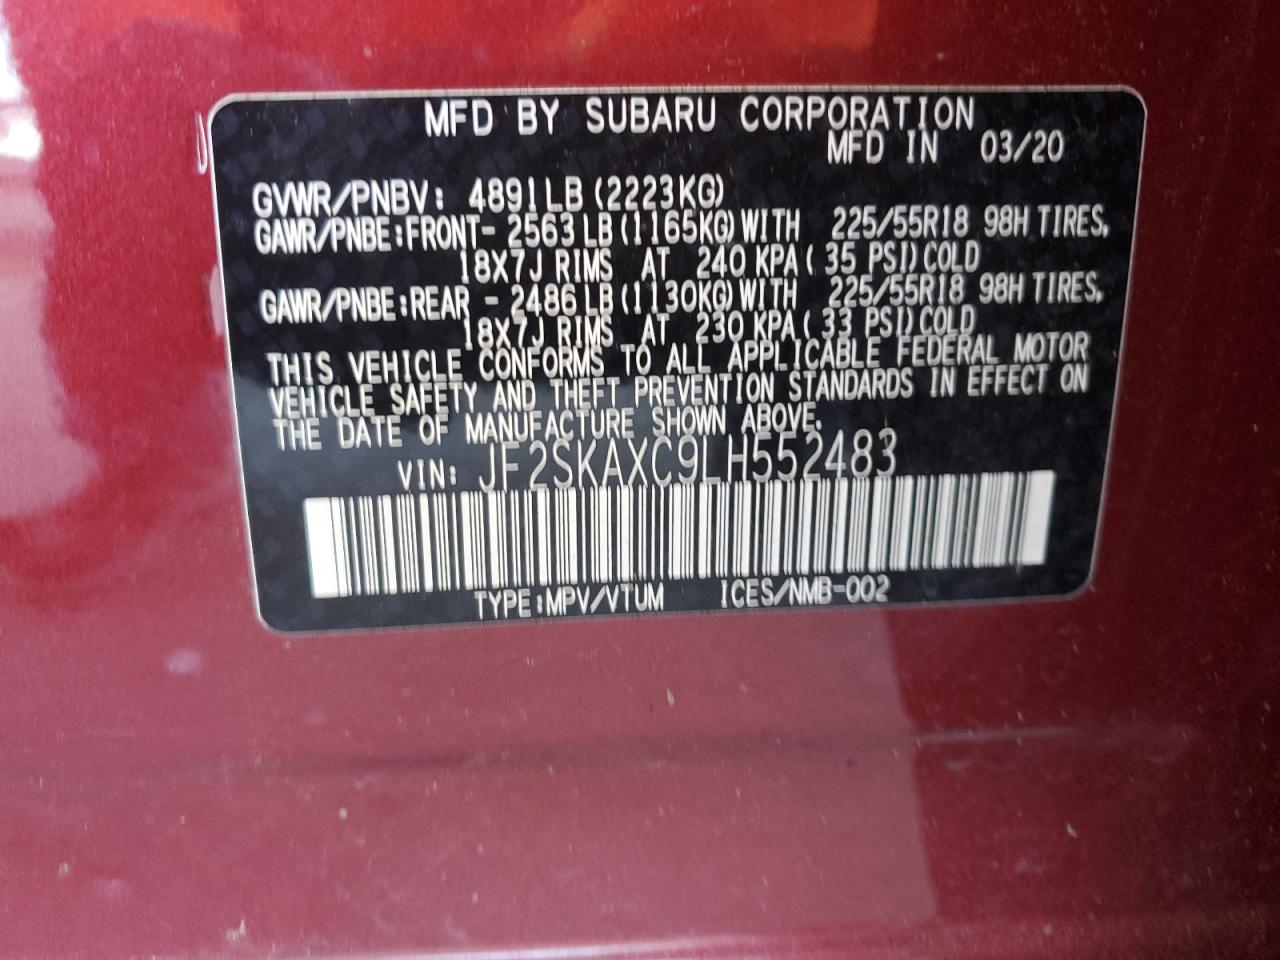 MFD BY SUBARU CORPORATION
MFD IN 03/20
GVWR/PNBV: 4891LB (2223KG)
GAWR/PNBE:FRONT- 2563 LB (1165KG) WITH 225/55R18 98H TIRES.
18X7J RIMS AT 240 KPA( 35 PSI) COLD
GAWR/PNBE:REAR - 2486 LB (1130KG) WITH 225/55R18 98H TIRES.
18X7J RIMS AT 230 KPA( 33 PSI) COLD
THIS VEHICLE CONFORMS TO ALL APPLICABLE FEDERAL MOTOR
VEHICLE SAFETY AND THEFT PREVENTION STANDARDS IN EFFECT ON
THE DATE OF MANUFACTURE SHOWN ABOVE.
VIN: JF2SKAXC9LH552483
TYPE:MPV/VTUM ICES/NMB-002